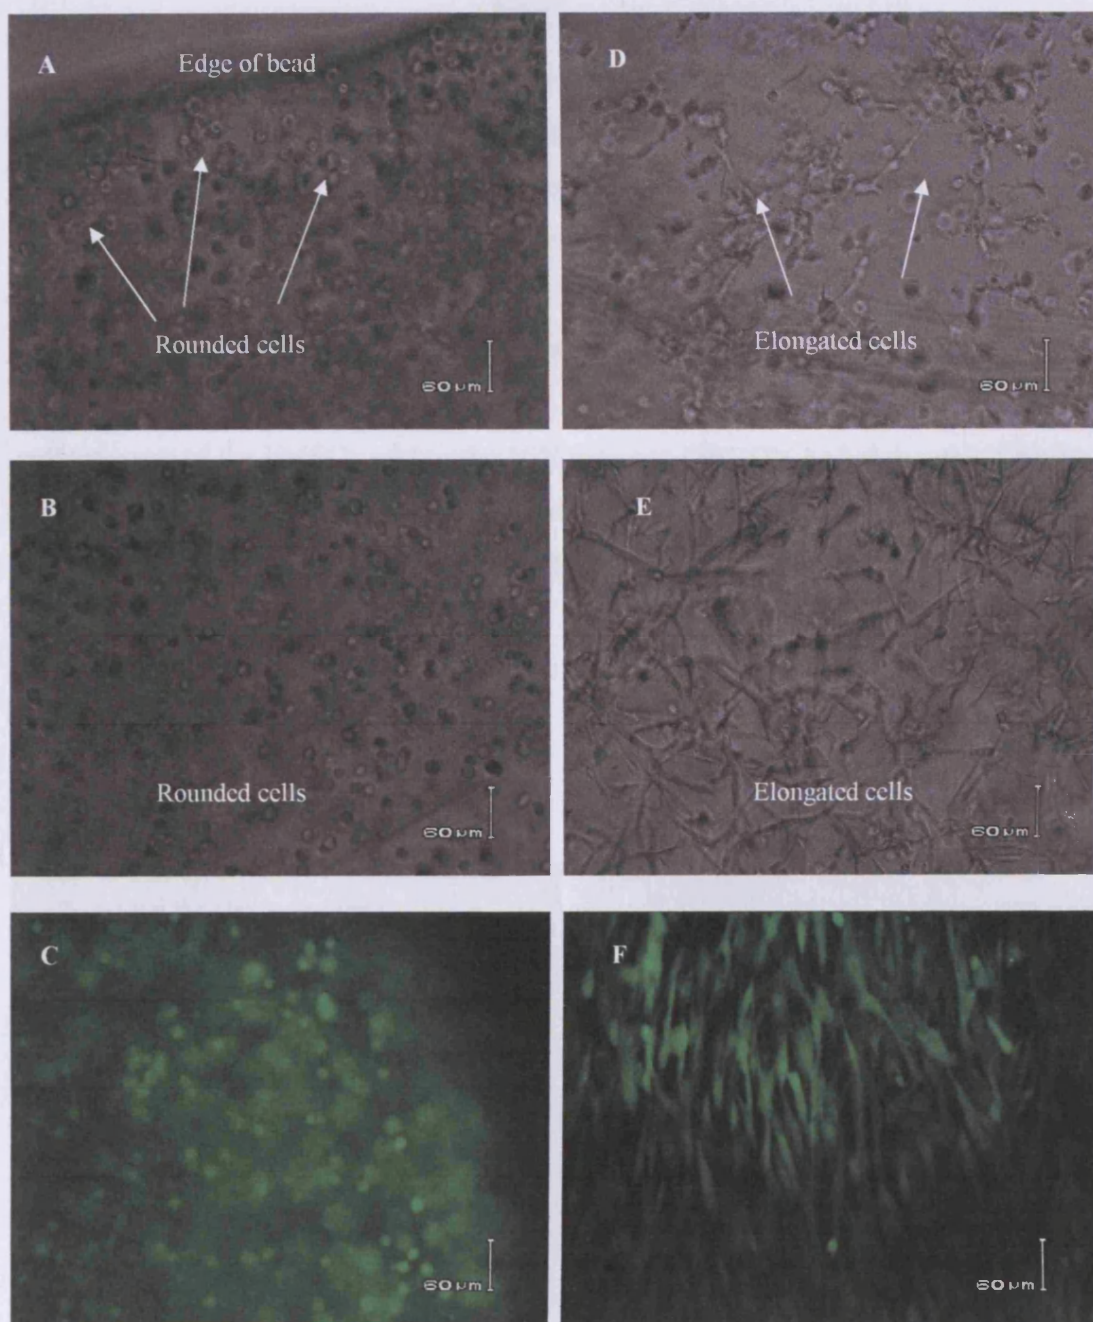 A
Edge of bead
Rounded cells
60 µm
D
Elongated cells
60 µm
B
Rounded cells
60 µm
E
Elongated cells
60 µm
C
60 µm
F
60 µm